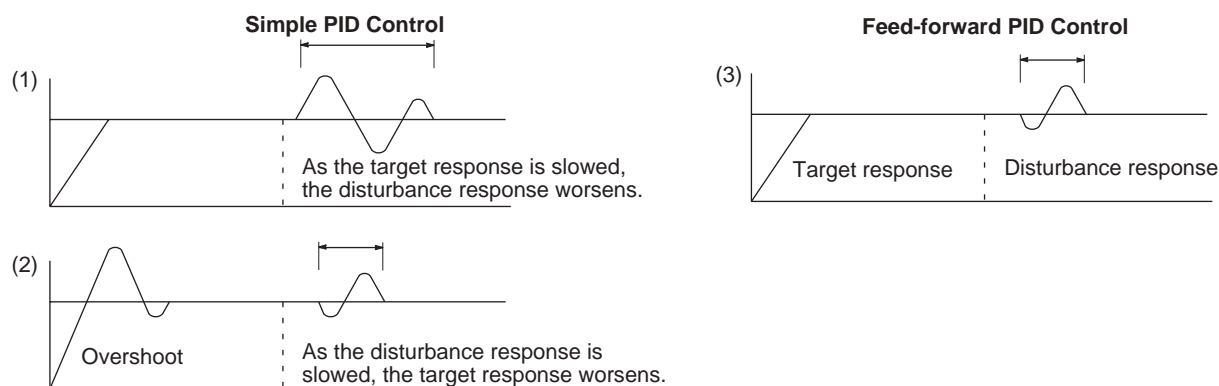 Simple PID Control
(1)
As the target response is slowed,
the disturbance response worsens.
(2)
Overshoot
As the disturbance response is
slowed, the target response worsens.
Feed-forward PID Control
(3)
Target response
Disturbance response